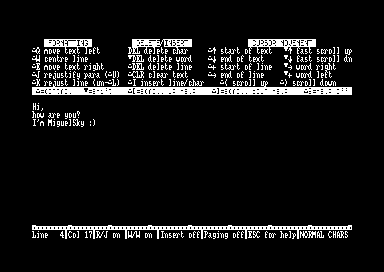 FORMATTING DELETE/INSERT CURSOR MOVEMENT
△Q move text left DEL delete char △↑ start of text ▼↑ fast scroll up
△W centre line ▼DEL delete word △↓ end of text ▼↓ fast scroll dn
△E move text right △DEL delete line △← start of line ▼→ word right
△J rejustify para (△U) △CLR clear text △→ end of line ▼← word left
△K rejust line (un-△L) △I insert line/char △( scroll up △) scroll down
Hi,
how are you?
I'm MiguelSky :)
Line 4|Col 17|R/J on |W/W on |Insert off|Paging off|ESC for help|NORMAL CHARS